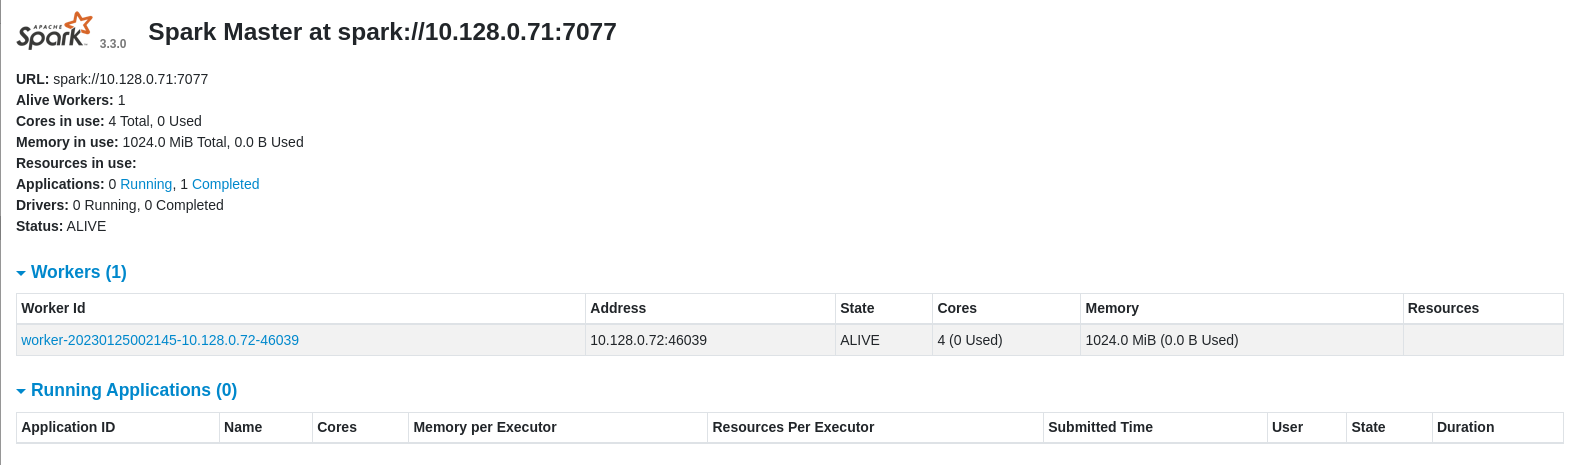 APACHE
Spark 3.3.0 Spark Master at spark://10.128.0.71:7077
URL: spark://10.128.0.71:7077
Alive Workers: 1
Cores in use: 4 Total, 0 Used
Memory in use: 1024.0 MiB Total, 0.0 B Used
Resources in use:
Applications: 0 Running, 1 Completed
Drivers: 0 Running, 0 Completed
Status: ALIVE
Workers (1)
Worker Id Address State Cores Memory Resources
worker-20230125002145-10.128.0.72-46039 10.128.0.72:46039 ALIVE 4 (0 Used) 1024.0 MiB (0.0 B Used)
Running Applications (0)
Application ID Name Cores Memory per Executor Resources Per Executor Submitted Time User State Duration